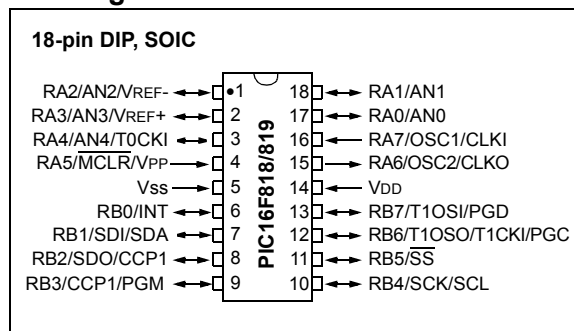 18-pin DIP, SOIC
RA2/AN2/VREF- 1 18 RA1/AN1
RA3/AN3/VREF+ 2 17 RA0/AN0
RA4/AN4/T0CKI 3 16 RA7/OSC1/CLKI
RA5/MCLR/VPP 4 15 RA6/OSC2/CLKO
Vss 5 14 VDD
RB0/INT 6 13 RB7/T1OSI/PGD
RB1/SDI/SDA 7 12 RB6/T1OSO/T1CKI/PGC
RB2/SDO/CCP1 8 11 RB5/SS
RB3/CCP1/PGM 9 10 RB4/SCK/SCL
PIC16F818/819